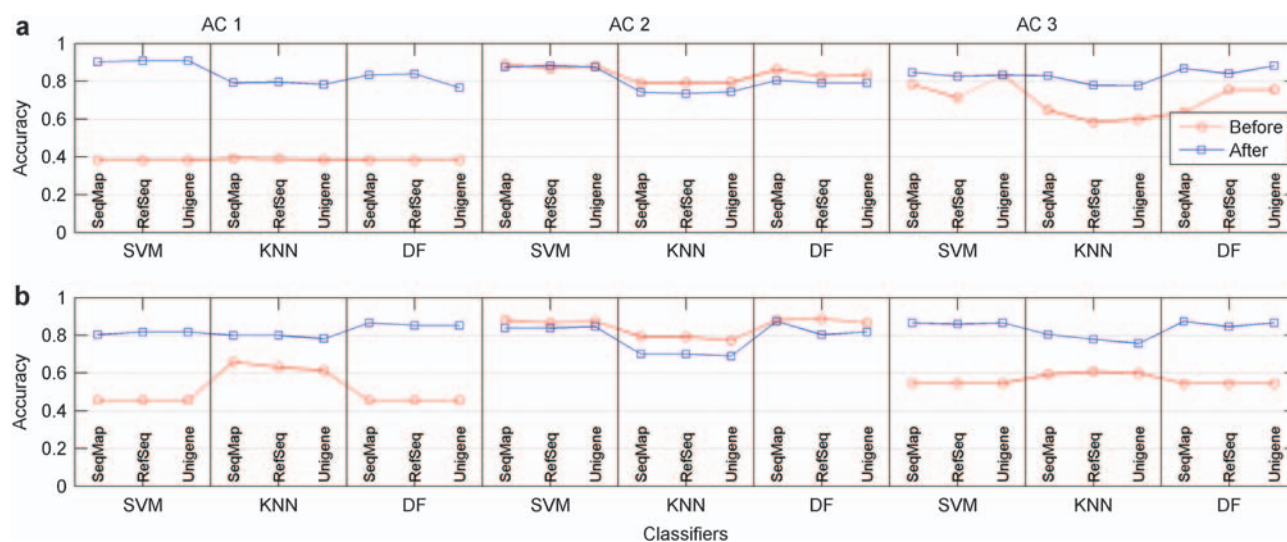 a AC 1 AC 2 AC 3
1
0.8
0.6
0.4
0.2
0
Accuracy
SeqMap RefSeq Unigene SeqMap RefSeq Unigene SeqMap RefSeq Unigene SeqMap RefSeq Unigene SeqMap RefSeq Unigene SeqMap RefSeq Unigene SeqMap RefSeq Unigene SeqMap RefSeq Unigene SeqMap RefSeq Unigene
Before
After
SVM KNN DF SVM KNN DF SVM KNN DF
b
1
0.8
0.6
0.4
0.2
0
Accuracy
SeqMap RefSeq Unigene SeqMap RefSeq Unigene SeqMap RefSeq Unigene SeqMap RefSeq Unigene SeqMap RefSeq Unigene SeqMap RefSeq Unigene SeqMap RefSeq Unigene SeqMap RefSeq Unigene SeqMap RefSeq Unigene
SVM KNN DF SVM KNN DF SVM KNN DF
Classifiers